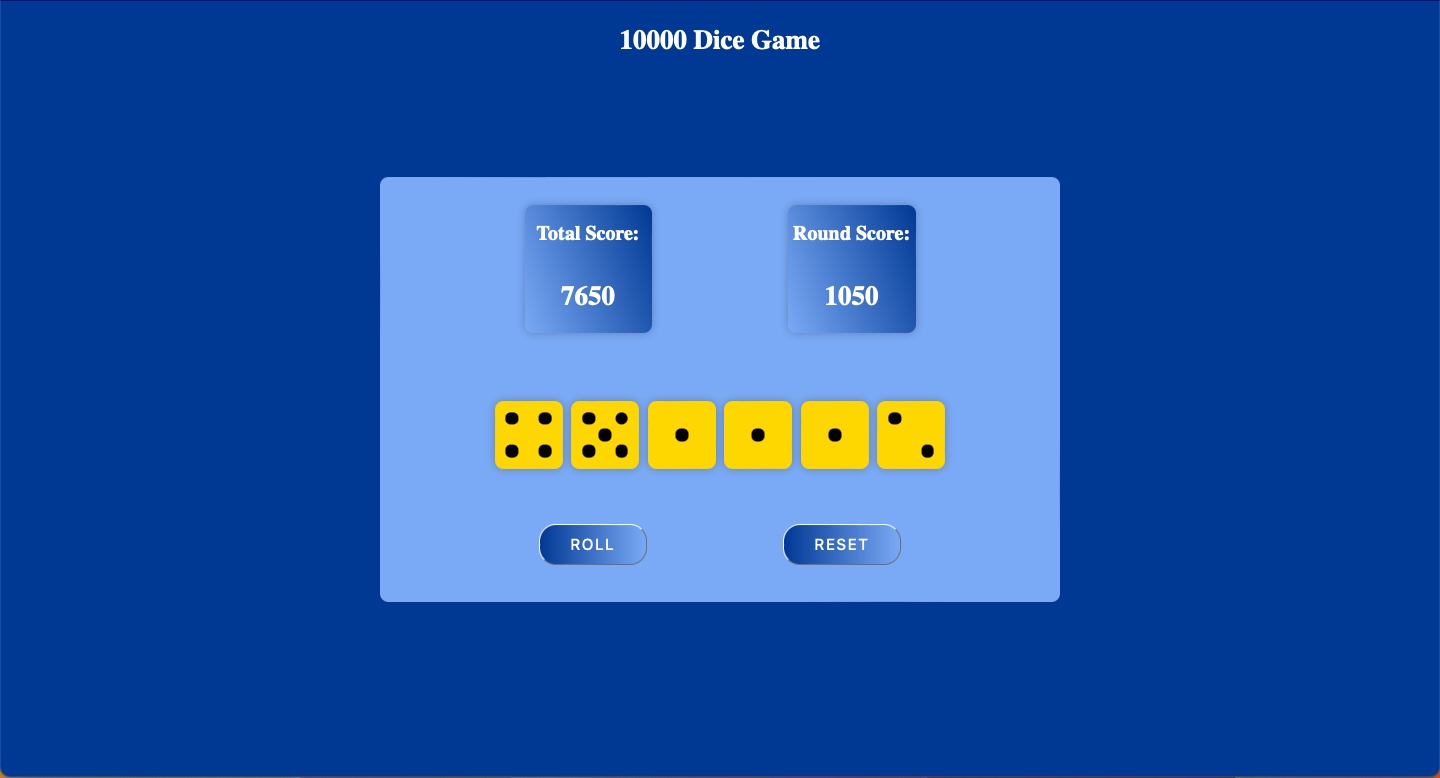 10000 Dice Game
Total Score:
7650
Round Score:
1050
ROLL
RESET